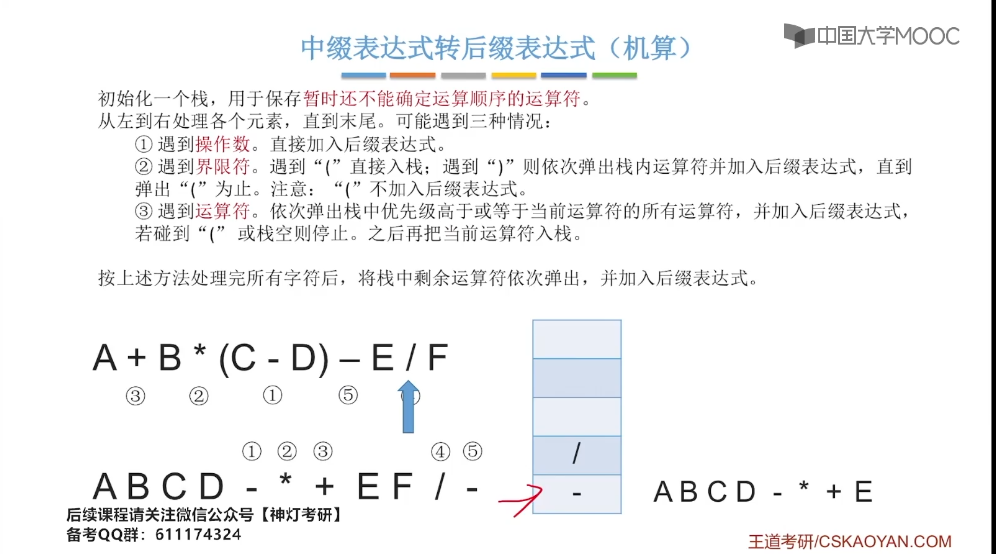 中国大学MOOC
中缀表达式转后缀表达式（机算）
初始化一个栈，用于保存暂时还不能确定运算顺序的运算符。
从左到右处理各个元素，直到末尾。可能遇到三种情况：
① 遇到操作数。直接加入后缀表达式。
② 遇到界限符。遇到“(”直接入栈；遇到“)”则依次弹出栈内运算符并加入后缀表达式，直到
弹出“(”为止。注意：“(”不加入后缀表达式。
③ 遇到运算符。依次弹出栈中优先级高于或等于当前运算符的所有运算符，并加入后缀表达式，
若碰到“(” 或栈空则停止。之后再把当前运算符入栈。
按上述方法处理完所有字符后，将栈中剩余运算符依次弹出，并加入后缀表达式。
A + B * (C - D) – E / F
③ ② ① ⑤
① ② ③ ④ ⑤
A B C D - * + E F / -
/
-
A B C D - * + E
后续课程请关注微信公众号【神灯考研】
备考QQ群：611174324
王道考研/CSKAOYAN.COM